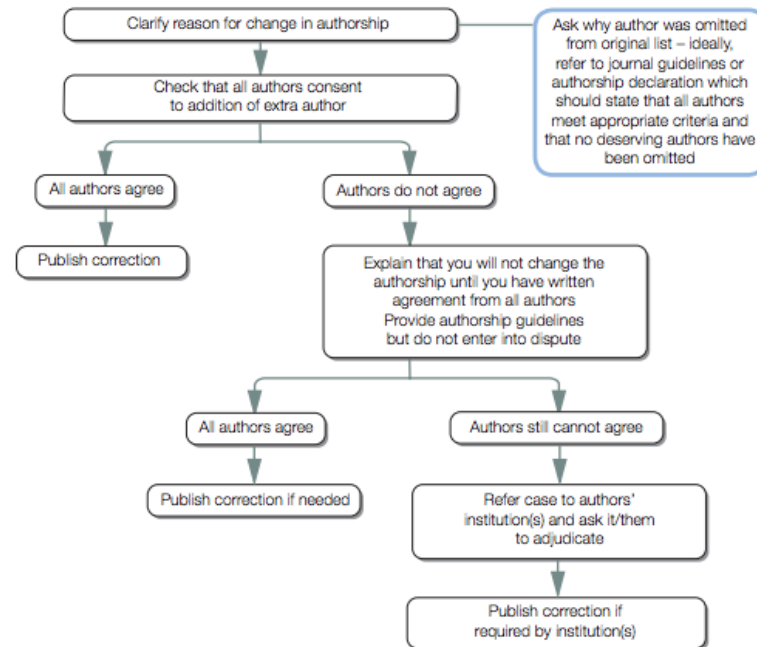 Clarify reason for change in authorship
Ask why author was omitted
from original list – ideally,
refer to journal guidelines or
authorship declaration which
should state that all authors
meet appropriate criteria and
that no deserving authors have
been omitted
Check that all authors consent
to addition of extra author
All authors agree
Authors do not agree
Publish correction
Explain that you will not change the
authorship until you have written
agreement from all authors
Provide authorship guidelines
but do not enter into dispute
All authors agree
Authors still cannot agree
Publish correction if needed
Refer case to authors'
institution(s) and ask it/them
to adjudicate
Publish correction if
required by institution(s)